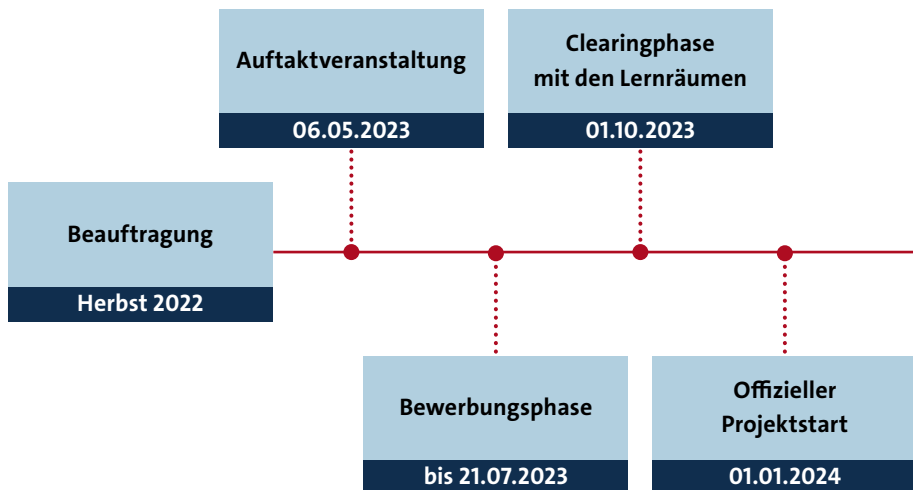 Beauftragung
Herbst 2022
Auftaktveranstaltung
06.05.2023
Bewerbungsphase
bis 21.07.2023
Clearingphase
mit den Lernräumen
01.10.2023
Offizieller
Projektstart
01.01.2024